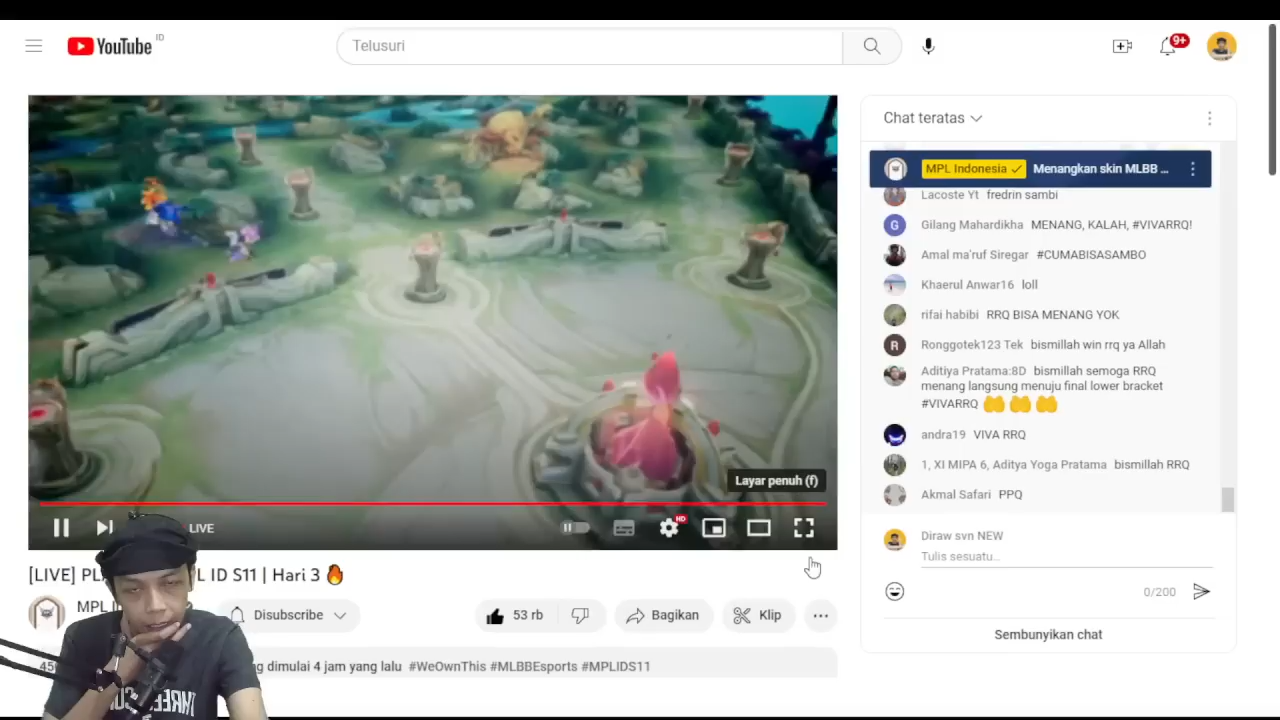 YouTube ID
Telusuri
9+
Chat teratas
MPL Indonesia Menangkan skin MLBB ...
Lacoste Yt fredrin sambi
G Gilang Mahardikha MENANG, KALAH, #VIVARRQ!
Amal ma'ruf Siregar #CUMABISASAMBO
Khaerul Anwar16 loll
rifai habibi RRQ BISA MENANG YOK
R Ronggotek123 Tek bismillah win rrq ya Allah
Aditiya Pratama:8D bismillah semoga RRQ
menang langsung menuju final lower bracket
#VIVARRQ
andra19 VIVA RRQ
1, XI MIPA 6, Aditya Yoga Pratama bismillah RRQ
Akmal Safari PPQ
Diraw svn NEW
Tulis sesuatu...
0/200
Sembunyikan chat
Layar penuh (f)
LIVE
HD
[LIVE] PL ID S11 | Hari 3 🔥
MPL
Disubscribe
53 rb
Bagikan
Klip
dimulai 4 jam yang lalu #WeOwnThis #MLBBEsports #MPLIDS11